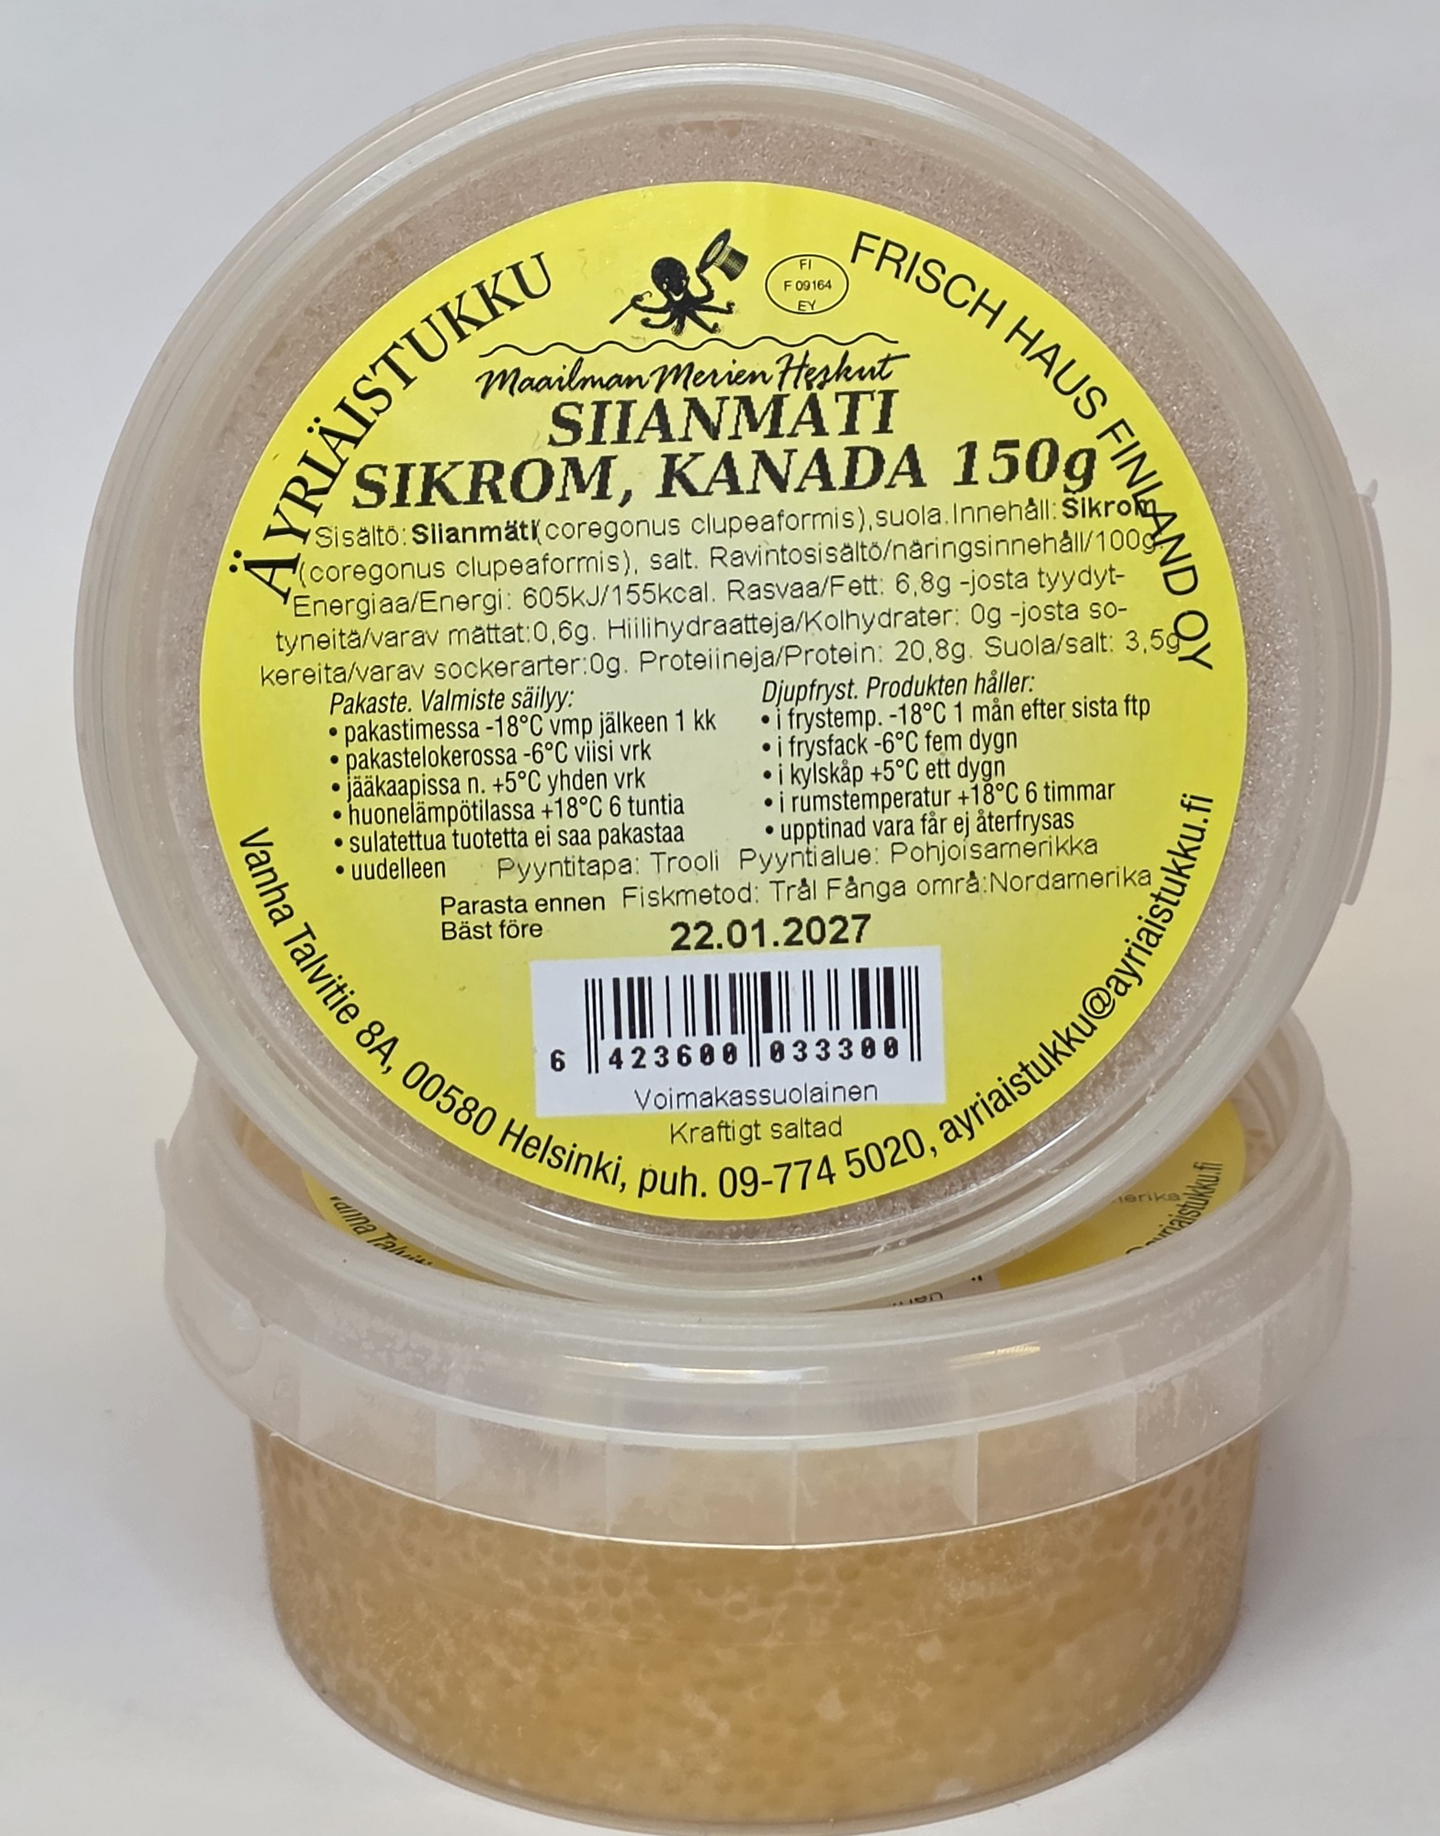 ÄYRIÄISTUKKU
FI
F 09164
EY
FRISCH HAUS FINLAND OY
Maailman Merien Herkut
SIIANMÄTI
SIKROM, KANADA 150g
Sisältö: Siianmäti(coregonus clupeaformis),suola.Innehåll: Sikrom
(coregonus clupeaformis), salt. Ravintosisältö/näringsinnehåll/100g.
Energiaa/Energi: 605kJ/155kcal. Rasvaa/Fett: 6,8g -josta tyydyt-
tyneitä/varav mättat:0,6g. Hiilihydraatteja/Kolhydrater: 0g -josta so-
kereita/varav sockerarter:0g. Proteiineja/Protein: 20,8g. Suola/salt: 3,5g
Pakaste. Valmiste säilyy:
• pakastimessa -18°C vmp jälkeen 1 kk
• pakastelokerossa -6°C viisi vrk
• jääkaapissa n. +5°C yhden vrk
• huonelämpötilassa +18°C 6 tuntia
• sulatettua tuotetta ei saa pakastaa
• uudelleen
Djupfryst. Produkten håller:
• i frystemp. -18°C 1 mån efter sista ftp
• i frysfack -6°C fem dygn
• i kylskåp +5°C ett dygn
• i rumstemperatur +18°C 6 timmar
• upptinad vara får ej återfrysas
Pyyntitapa: Trooli Pyyntialue: Pohjoisamerikka
Fiskmetod: Trål Fånga områ:Nordamerika
Parasta ennen
Bäst före
22.01.2027
6 423600 033300
Voimakassuolainen
Kraftigt saltad
Vanha Talvitie 8A, 00580 Helsinki, puh. 09-774 5020, ayriaistukku@ayriaistukku.fi